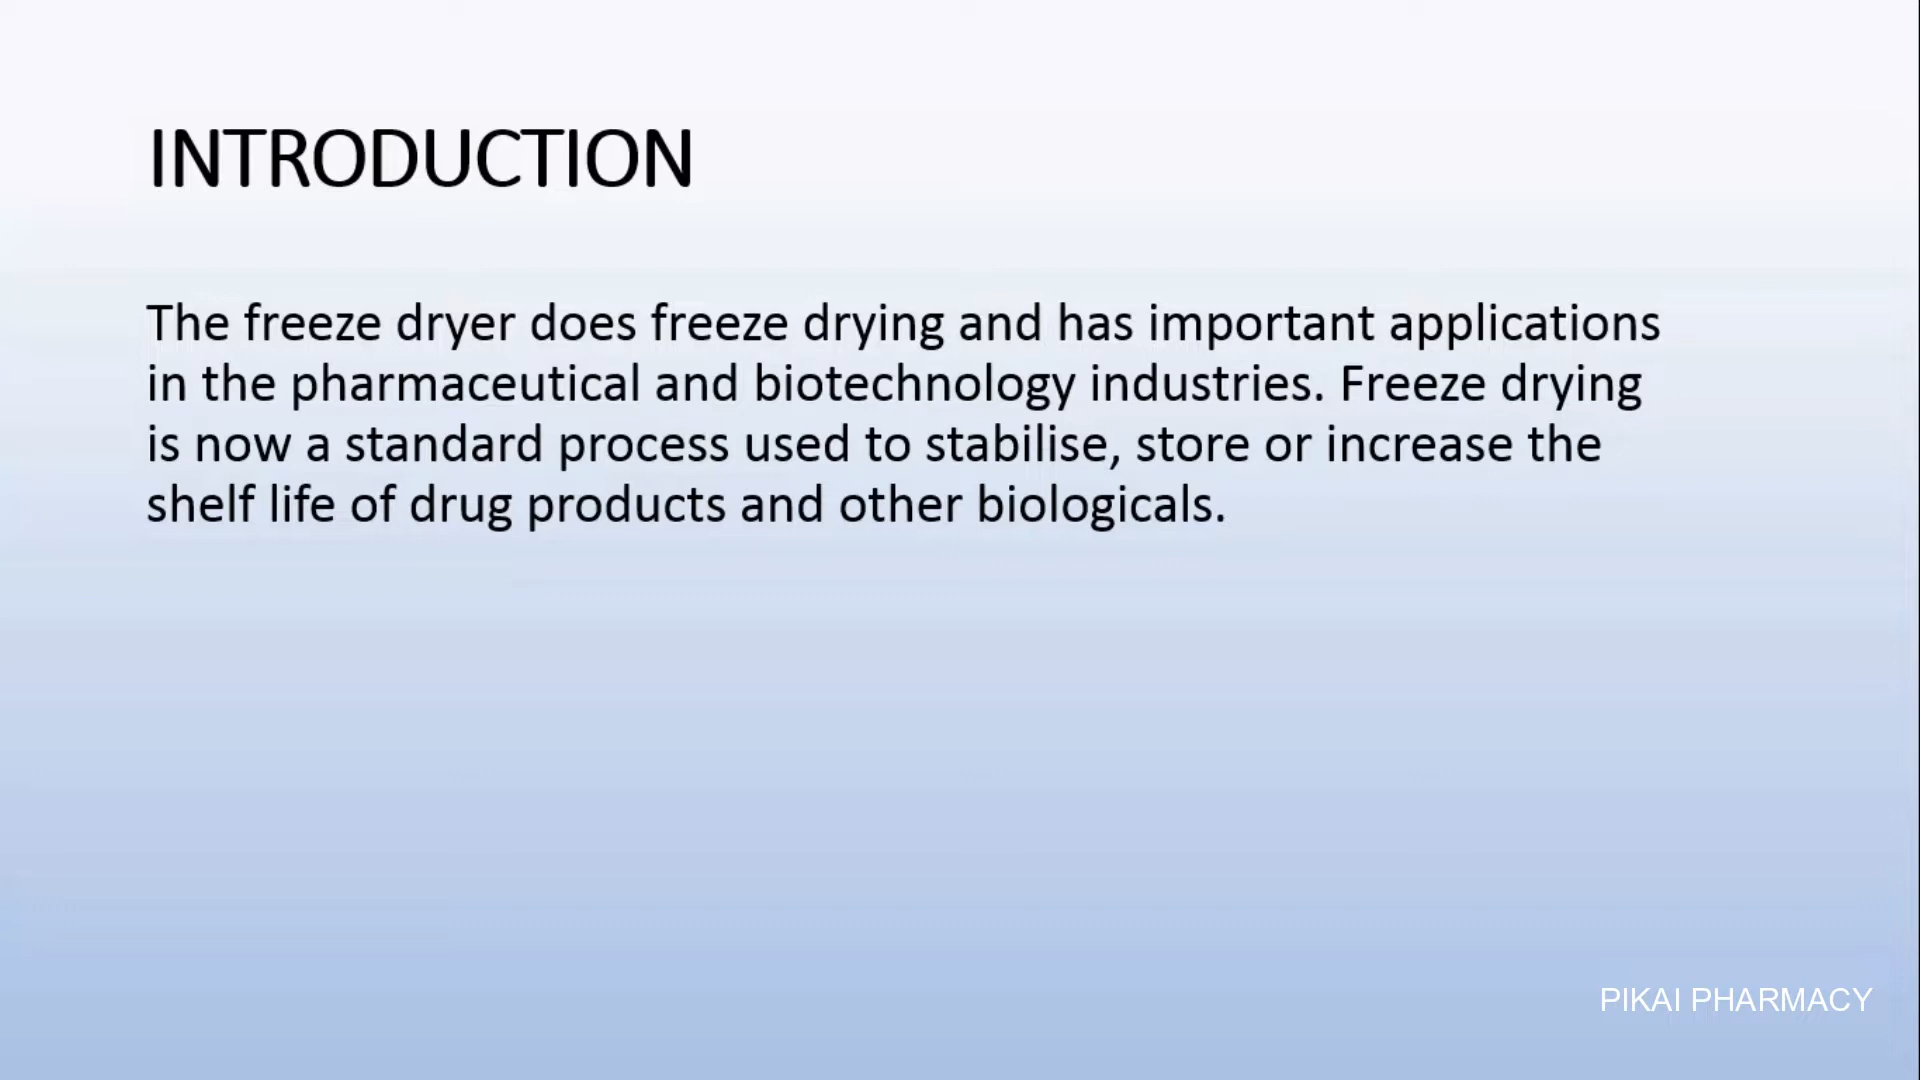 INTRODUCTION
The freeze dryer does freeze drying and has important applications
in the pharmaceutical and biotechnology industries. Freeze drying
is now a standard process used to stabilise, store or increase the
shelf life of drug products and other biologicals.
PIKAI PHARMACY